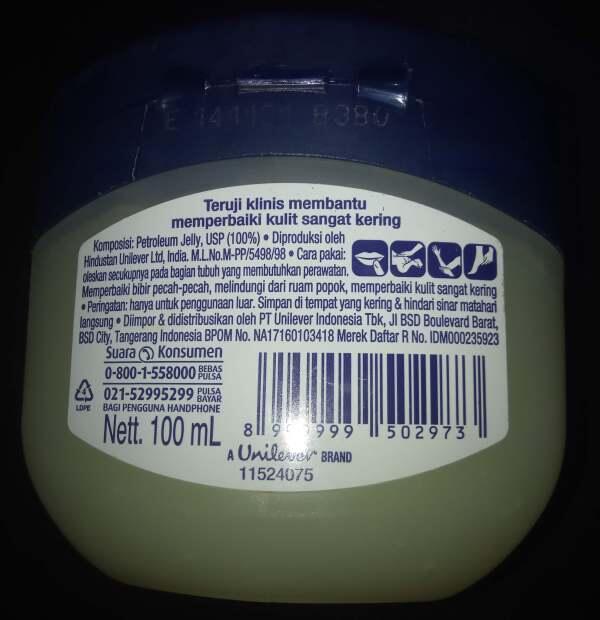 E 8380
Teruji klinis membantu
memperbaiki kulit sangat kering
Komposisi: Petroleum Jelly, USP (100%) • Diproduksi oleh
Hindustan Unilever Ltd, India. M.L.No.M-PP/5498/98 • Cara pakai:
oleskan secukupnya pada bagian tubuh yang membutuhkan perawatan.
Memperbaiki bibir pecah-pecah, melindungi dari ruam popok, memperbaiki kulit sangat kering
• Peringatan: hanya untuk penggunaan luar. Simpan di tempat yang kering & hindari sinar matahari
langsung • Diimpor & didistribusikan oleh PT Unilever Indonesia Tbk, Jl BSD Boulevard Barat,
BSD City, Tangerang Indonesia BPOM No. NA17160103418 Merek Daftar R No. IDM000235923
Suara Konsumen
0-800-1-558000 BEBAS PULSA
021-52995299 PULSA BAYAR
BAGI PENGGUNA HANDPHONE
4
LDPE
Nett. 100 mL
502973
A Unilever BRAND
11524075